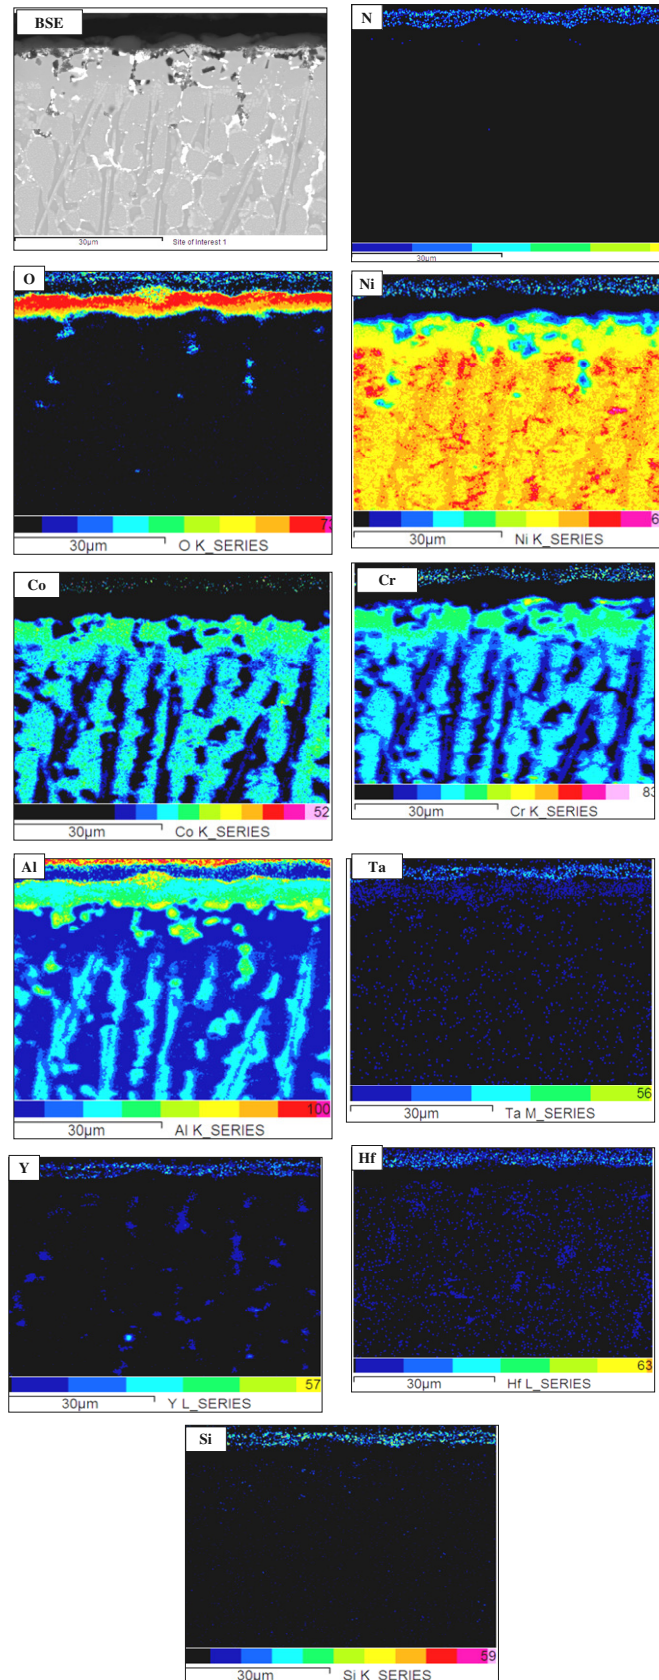 BSE
N
30μm
Site of Interest 1
30μm
O
Ni
73
30μm
O K_SERIES
6
30μm
Ni K_SERIES
Co
Cr
52
30μm
Co K_SERIES
83
30μm
Cr K_SERIES
Al
Ta
100
30μm
Al K_SERIES
56
30μm
Ta M_SERIES
Y
Hf
57
30μm
Y L_SERIES
63
30μm
Hf L_SERIES
Si
59
30μm
Si K_SERIES